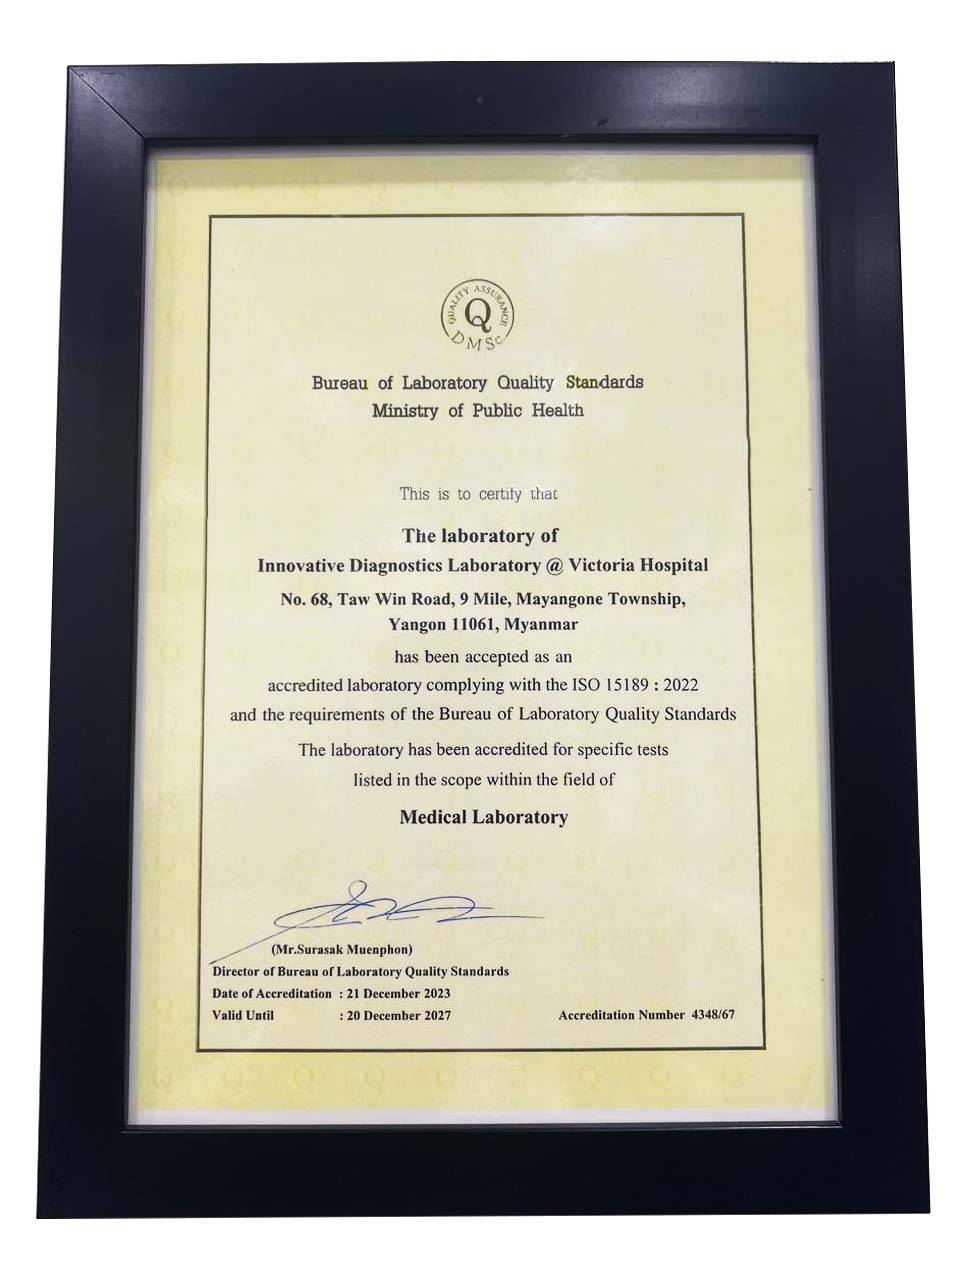 QUALITY ASSURANCE
Q
DMSc
Bureau of Laboratory Quality Standards
Ministry of Public Health
This is to certify that
The laboratory of
Innovative Diagnostics Laboratory @ Victoria Hospital
No. 68, Taw Win Road, 9 Mile, Mayangone Township,
Yangon 11061, Myanmar
has been accepted as an
accredited laboratory complying with the ISO 15189 : 2022
and the requirements of the Bureau of Laboratory Quality Standards
The laboratory has been accredited for specific tests
listed in the scope within the field of
Medical Laboratory
(Mr.Surasak Muenphon)
Director of Bureau of Laboratory Quality Standards
Date of Accreditation : 21 December 2023
Valid Until : 20 December 2027 Accreditation Number 4348/67